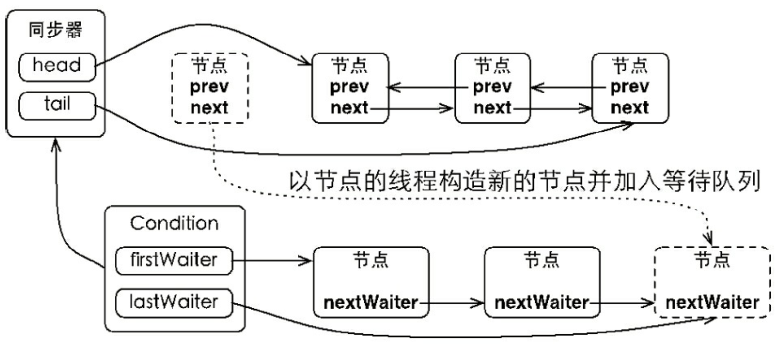 同步器
head
tail
节点
prev
next
节点
prev
next
节点
prev
next
节点
prev
next
以节点的线程构造新的节点并加入等待队列
Condition
firstWaiter
lastWaiter
节点
nextWaiter
节点
nextWaiter
节点
nextWaiter